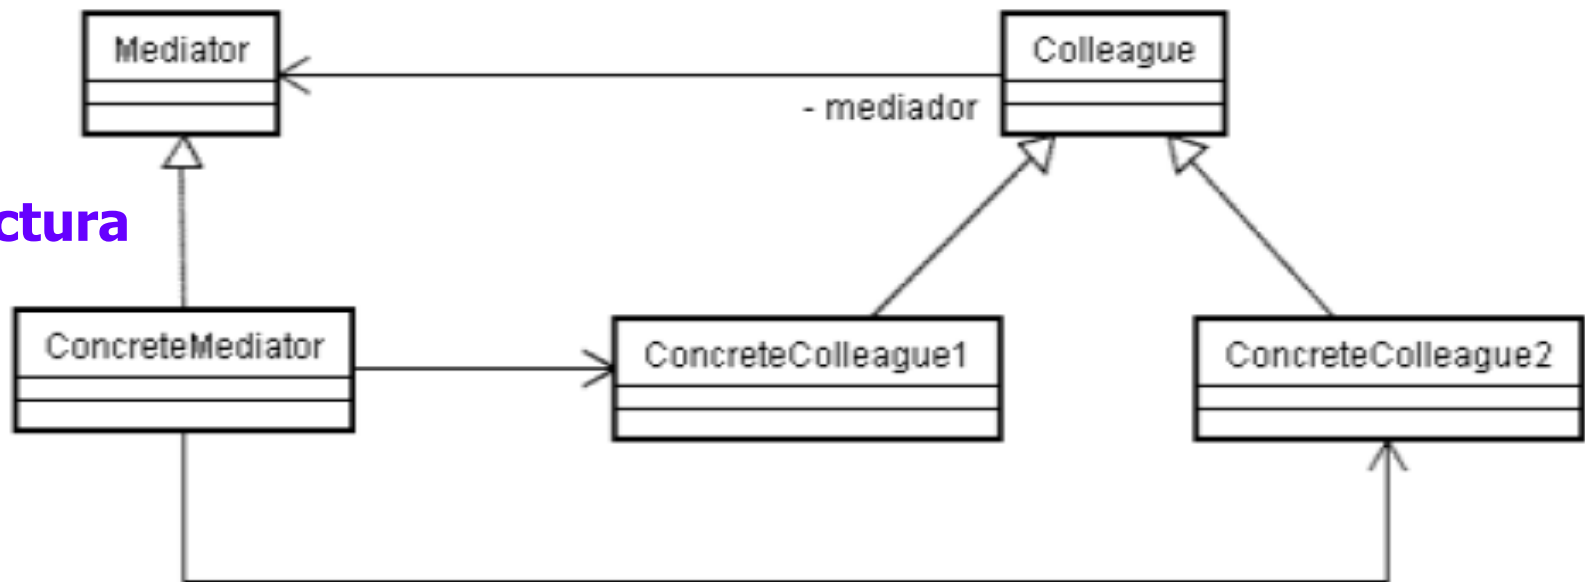 Mediator
Colleague
- mediador
ctura
ConcreteMediator
ConcreteColleague1
ConcreteColleague2